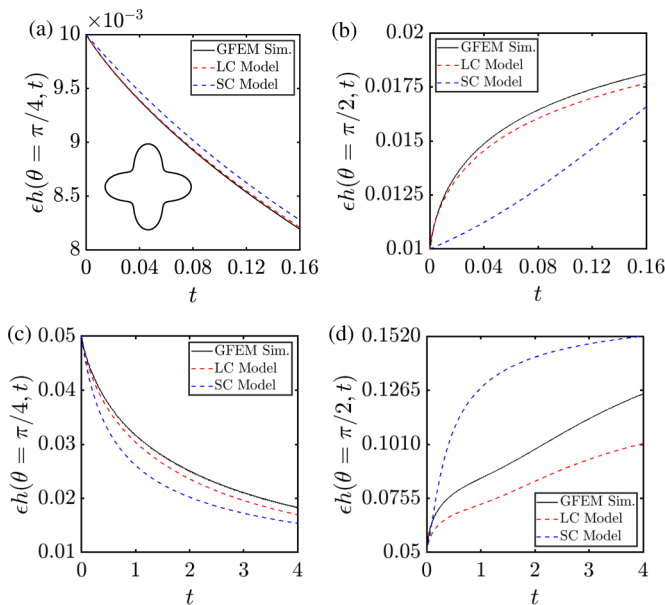 (a)
×10⁻³
10
9.5
9
8.5
8
ϵh(θ = π/4, t)
GFEM Sim.
LC Model
SC Model
0 0.04 0.08 0.12 0.16
t
(b)
0.02
0.0175
0.015
0.0125
0.01
ϵh(θ = π/2, t)
GFEM Sim.
LC Model
SC Model
0 0.04 0.08 0.12 0.16
t
(c)
0.05
0.04
0.03
0.02
0.01
ϵh(θ = π/4, t)
GFEM Sim.
LC Model
SC Model
0 1 2 3 4
t
(d)
0.1520
0.1265
0.1010
0.0755
0.05
ϵh(θ = π/2, t)
GFEM Sim.
LC Model
SC Model
0 1 2 3 4
t